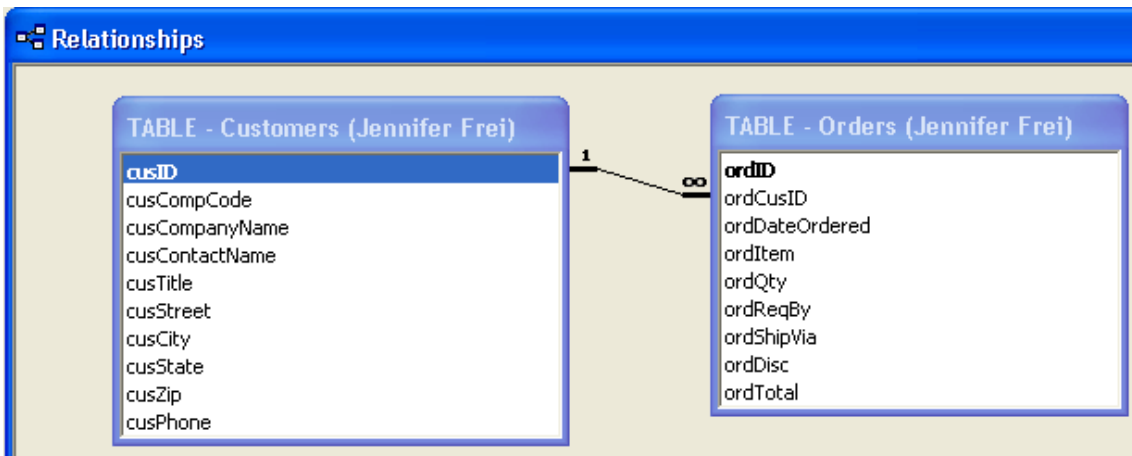 Relationships
TABLE - Customers (Jennifer Frei)
cusID
cusCompCode
cusCompanyName
cusContactName
cusTitle
cusStreet
cusCity
cusState
cusZip
cusPhone
1
∞
TABLE - Orders (Jennifer Frei)
ordID
ordCusID
ordDateOrdered
ordItem
ordQty
ordReqBy
ordShipVia
ordDisc
ordTotal